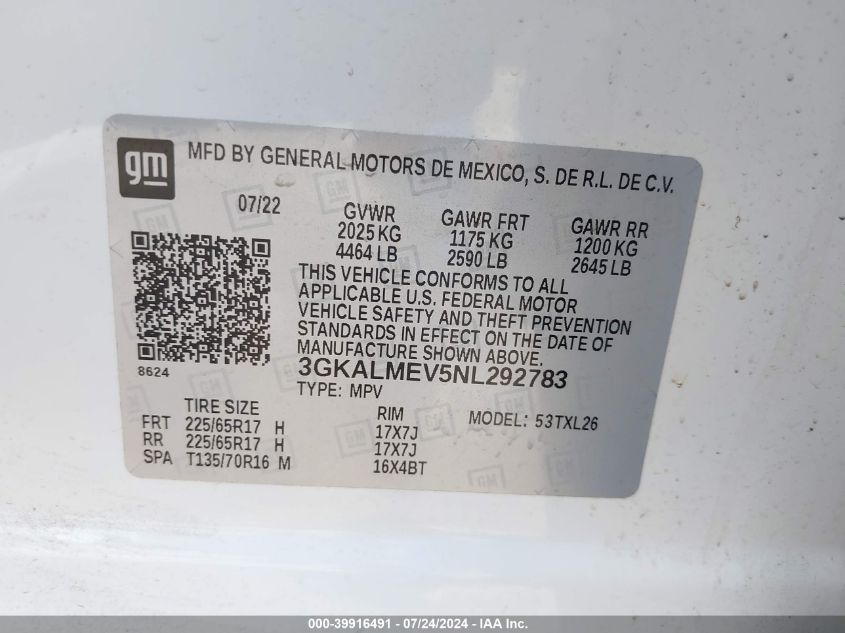 gm
MFD BY GENERAL MOTORS DE MEXICO, S. DE R.L. DE C.V.
07/22
GVWR GAWR FRT GAWR RR
2025 KG 1175 KG 1200 KG
4464 LB 2590 LB 2645 LB
THIS VEHICLE CONFORMS TO ALL
APPLICABLE U.S. FEDERAL MOTOR
VEHICLE SAFETY AND THEFT PREVENTION
STANDARDS IN EFFECT ON THE DATE OF
MANUFACTURE SHOWN ABOVE.
8624
3GKALMEV5NL292783
TYPE: MPV
TIRE SIZE RIM MODEL: 53TXL26
FRT 225/65R17 H 17X7J
RR 225/65R17 H 17X7J
SPA T135/70R16 M 16X4BT
000-39916491 - 07/24/2024 - IAA Inc.